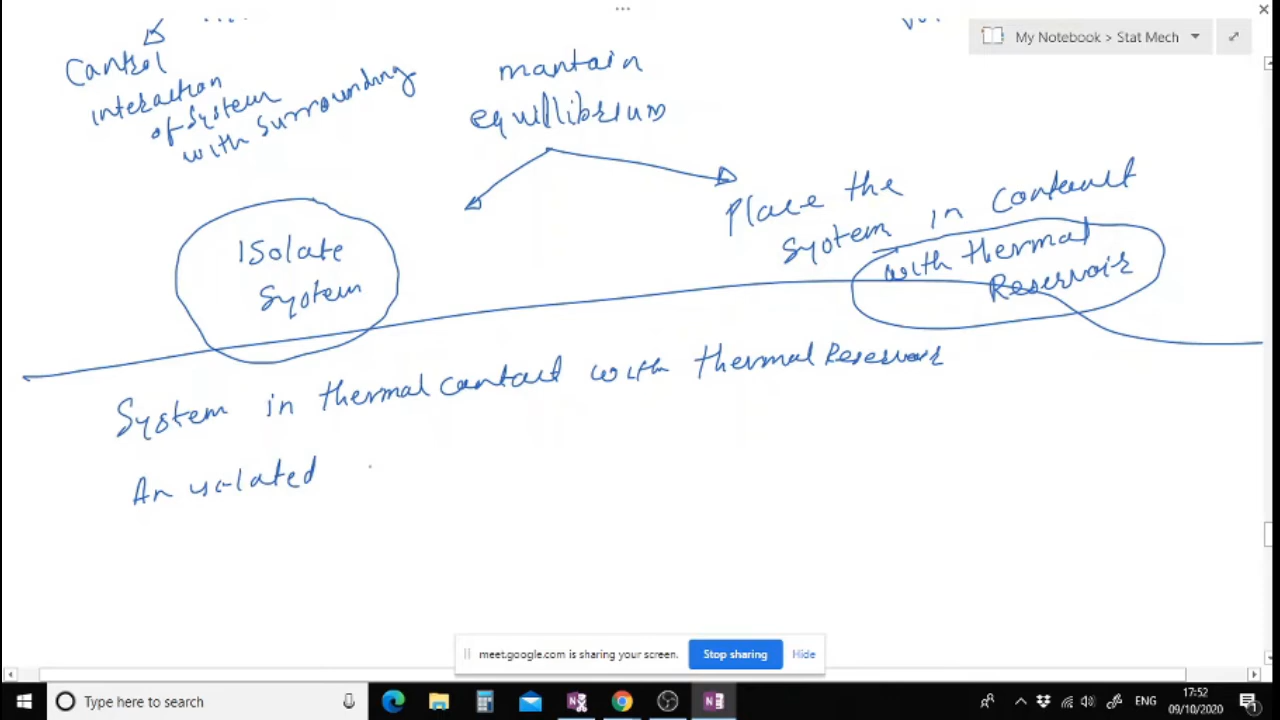 My Notebook > Stat Mech
Control
interaction
of System
with Surrounding
mantain
equillibrium
Isolate
System
Place the
System in Contact
with thermal
Reservoir
System in thermal contact with thermal Reservoir
An isolated
meet.google.com is sharing your screen. Stop sharing Hide
Type here to search
ENG
17:52
09/10/2020
1